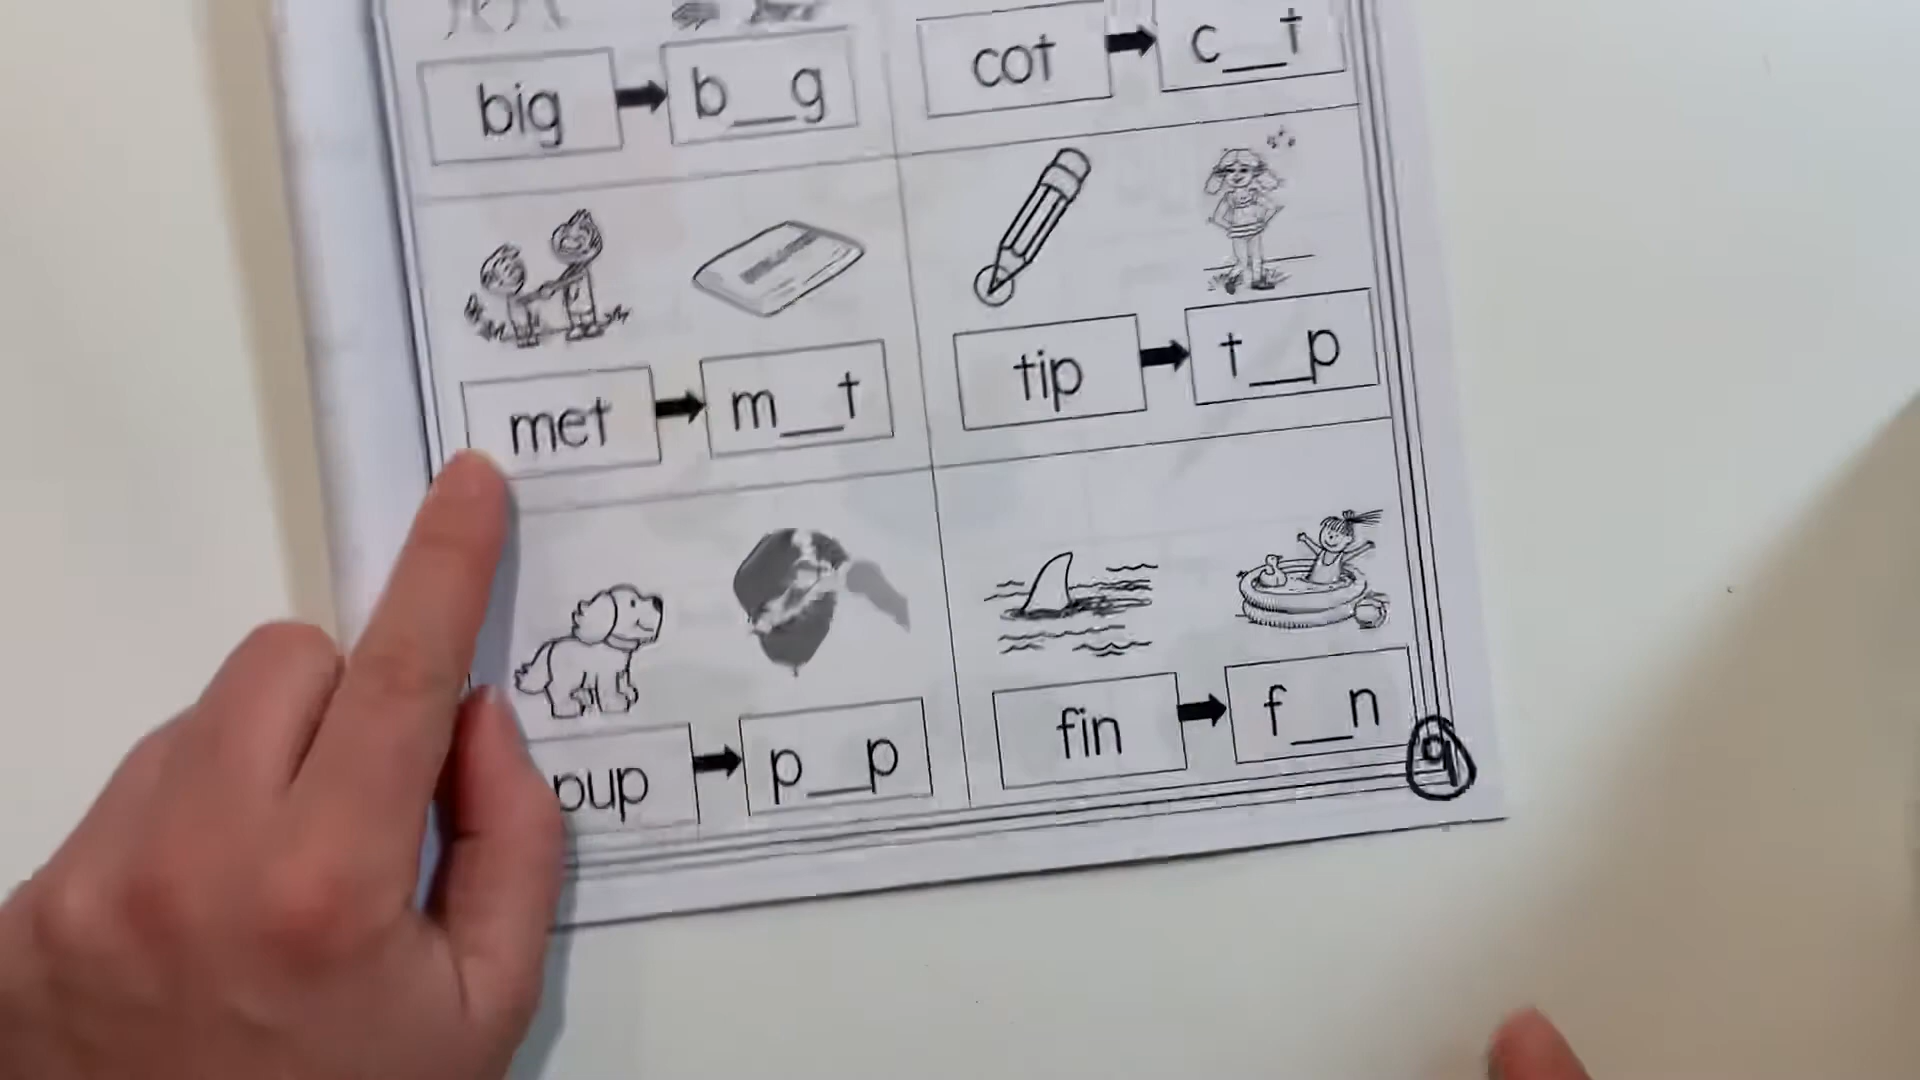 big b__g
cot c__t
met m__t
tip t__p
pup p__p
fin f__n
9